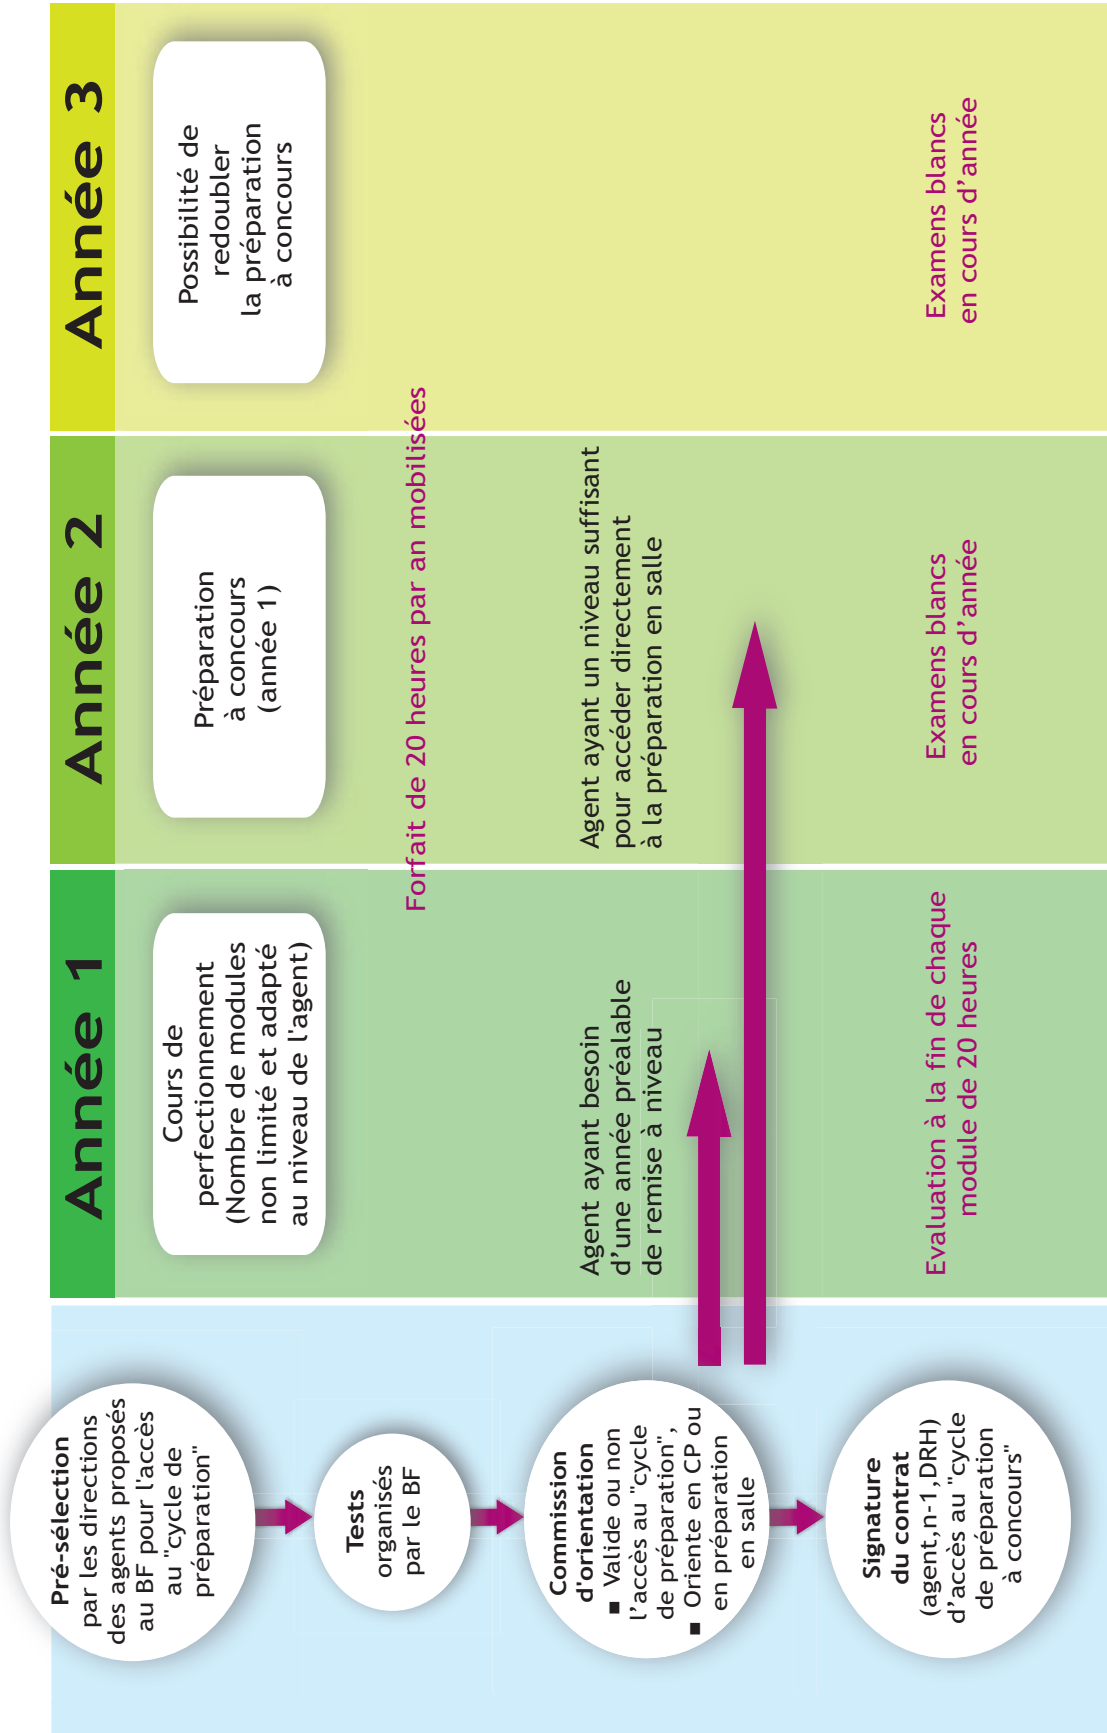 Pré-sélection
par les directions
des agents proposés
au BF pour l'accès
au "cycle de
préparation"
Tests
organisés
par le BF
Commission
d'orientation
■ Valide ou non
l'accès au "cycle
de préparation",
■ Oriente en CP ou
en préparation
en salle
Signature
du contrat
(agent,n-1,DRH)
d'accès au "cycle
de préparation
à concours"
Année 1
Cours de
perfectionnement
(Nombre de modules
non limité et adapté
au niveau de l'agent)
Agent ayant besoin
d'une année préalable
de remise à niveau
Evaluation à la fin de chaque
module de 20 heures
Année 2
Préparation
à concours
(année 1)
Forfait de 20 heures par an mobilisées
Agent ayant un niveau suffisant
pour accéder directement
à la préparation en salle
Examens blancs
en cours d'année
Année 3
Possibilité de
redoubler
la préparation
à concours
Examens blancs
en cours d'année